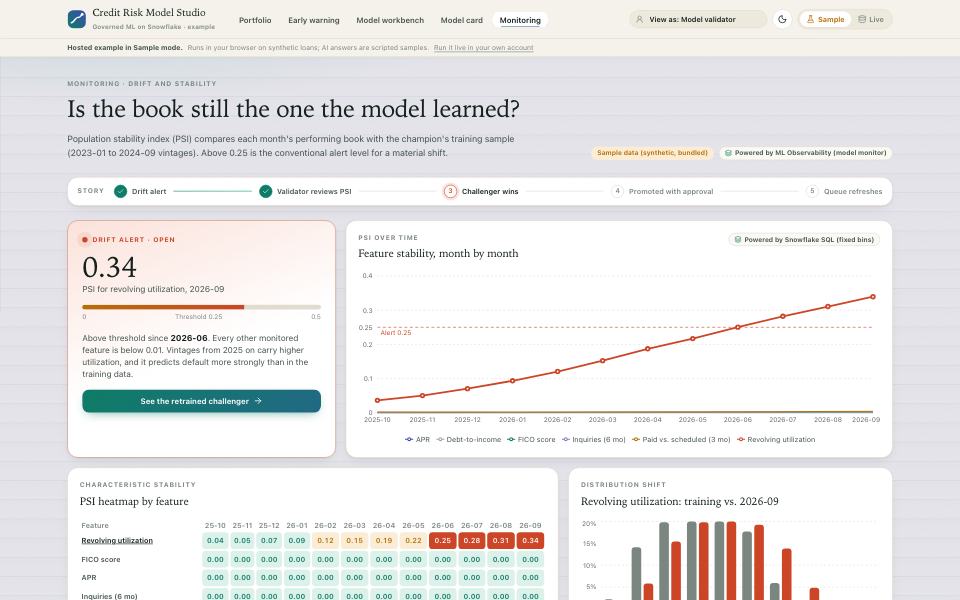 Credit Risk Model Studio
Governed ML on Snowflake · example
Portfolio
Early warning
Model workbench
Model card
Monitoring
View as: Model validator
Sample
Live
Hosted example in Sample mode. Runs in your browser on synthetic loans; AI answers are scripted samples. Run it live in your own account
MONITORING · DRIFT AND STABILITY
Is the book still the one the model learned?
Population stability index (PSI) compares each month's performing book with the champion's training sample
(2023-01 to 2024-09 vintages). Above 0.25 is the conventional alert level for a material shift.
Sample data (synthetic, bundled)
Powered by ML Observability (model monitor)
STORY
Drift alert
Validator reviews PSI
3 Challenger wins
4 Promoted with approval
5 Queue refreshes
DRIFT ALERT · OPEN
0.34
PSI for revolving utilization, 2026-09
0 Threshold 0.25 0.5
Above threshold since 2026-06. Every other monitored
feature is below 0.01. Vintages from 2025 on carry higher
utilization, and it predicts default more strongly than in the
training data.
See the retrained challenger →
PSI OVER TIME
Feature stability, month by month
Powered by Snowflake SQL (fixed bins)
0.4
0.3
0.25
Alert 0.25
0.2
0.1
0
2025-10 2025-11 2025-12 2026-01 2026-02 2026-03 2026-04 2026-05 2026-06 2026-07 2026-08 2026-09
APR Debt-to-income FICO score Inquiries (6 mo) Paid vs. scheduled (3 mo) Revolving utilization
CHARACTERISTIC STABILITY
PSI heatmap by feature
Feature 25-10 25-11 25-12 26-01 26-02 26-03 26-04 26-05 26-06 26-07 26-08 26-09
Revolving utilization 0.04 0.05 0.07 0.09 0.12 0.15 0.19 0.22 0.25 0.28 0.31 0.34
FICO score 0.00 0.00 0.00 0.00 0.00 0.00 0.00 0.00 0.00 0.00 0.00 0.00
APR 0.00 0.00 0.00 0.00 0.00 0.00 0.00 0.00 0.00 0.00 0.00 0.00
Inquiries (6 mo) 0.00 0.00 0.00 0.00 0.00 0.00 0.00 0.00 0.00 0.00 0.00 0.00
DISTRIBUTION SHIFT
Revolving utilization: training vs. 2026-09
20%
15%
10%
5%